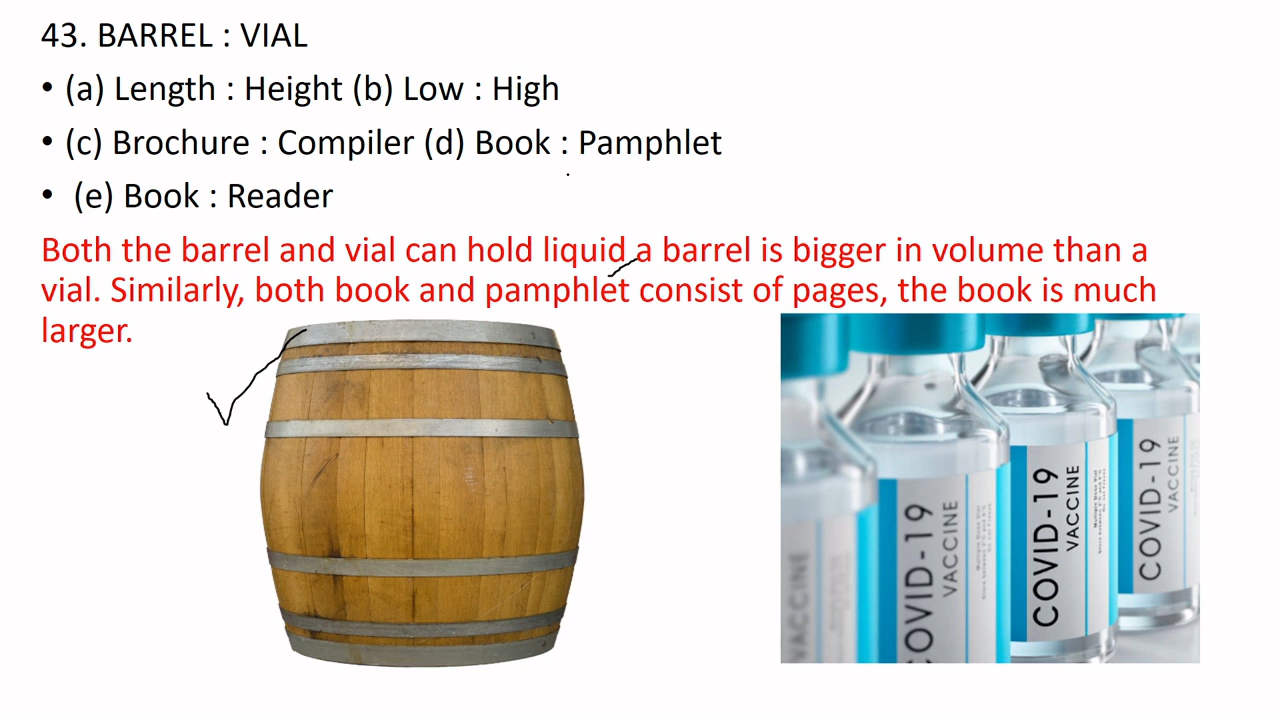 43. BARREL : VIAL
• (a) Length : Height (b) Low : High
• (c) Brochure : Compiler (d) Book : Pamphlet
• (e) Book : Reader
Both the barrel and vial can hold liquid a barrel is bigger in volume than a
vial. Similarly, both book and pamphlet consist of pages, the book is much
larger.
VACCINE
COVID-19
VACCINE
COVID-19
VACCINE
COVID-19
VACCINE